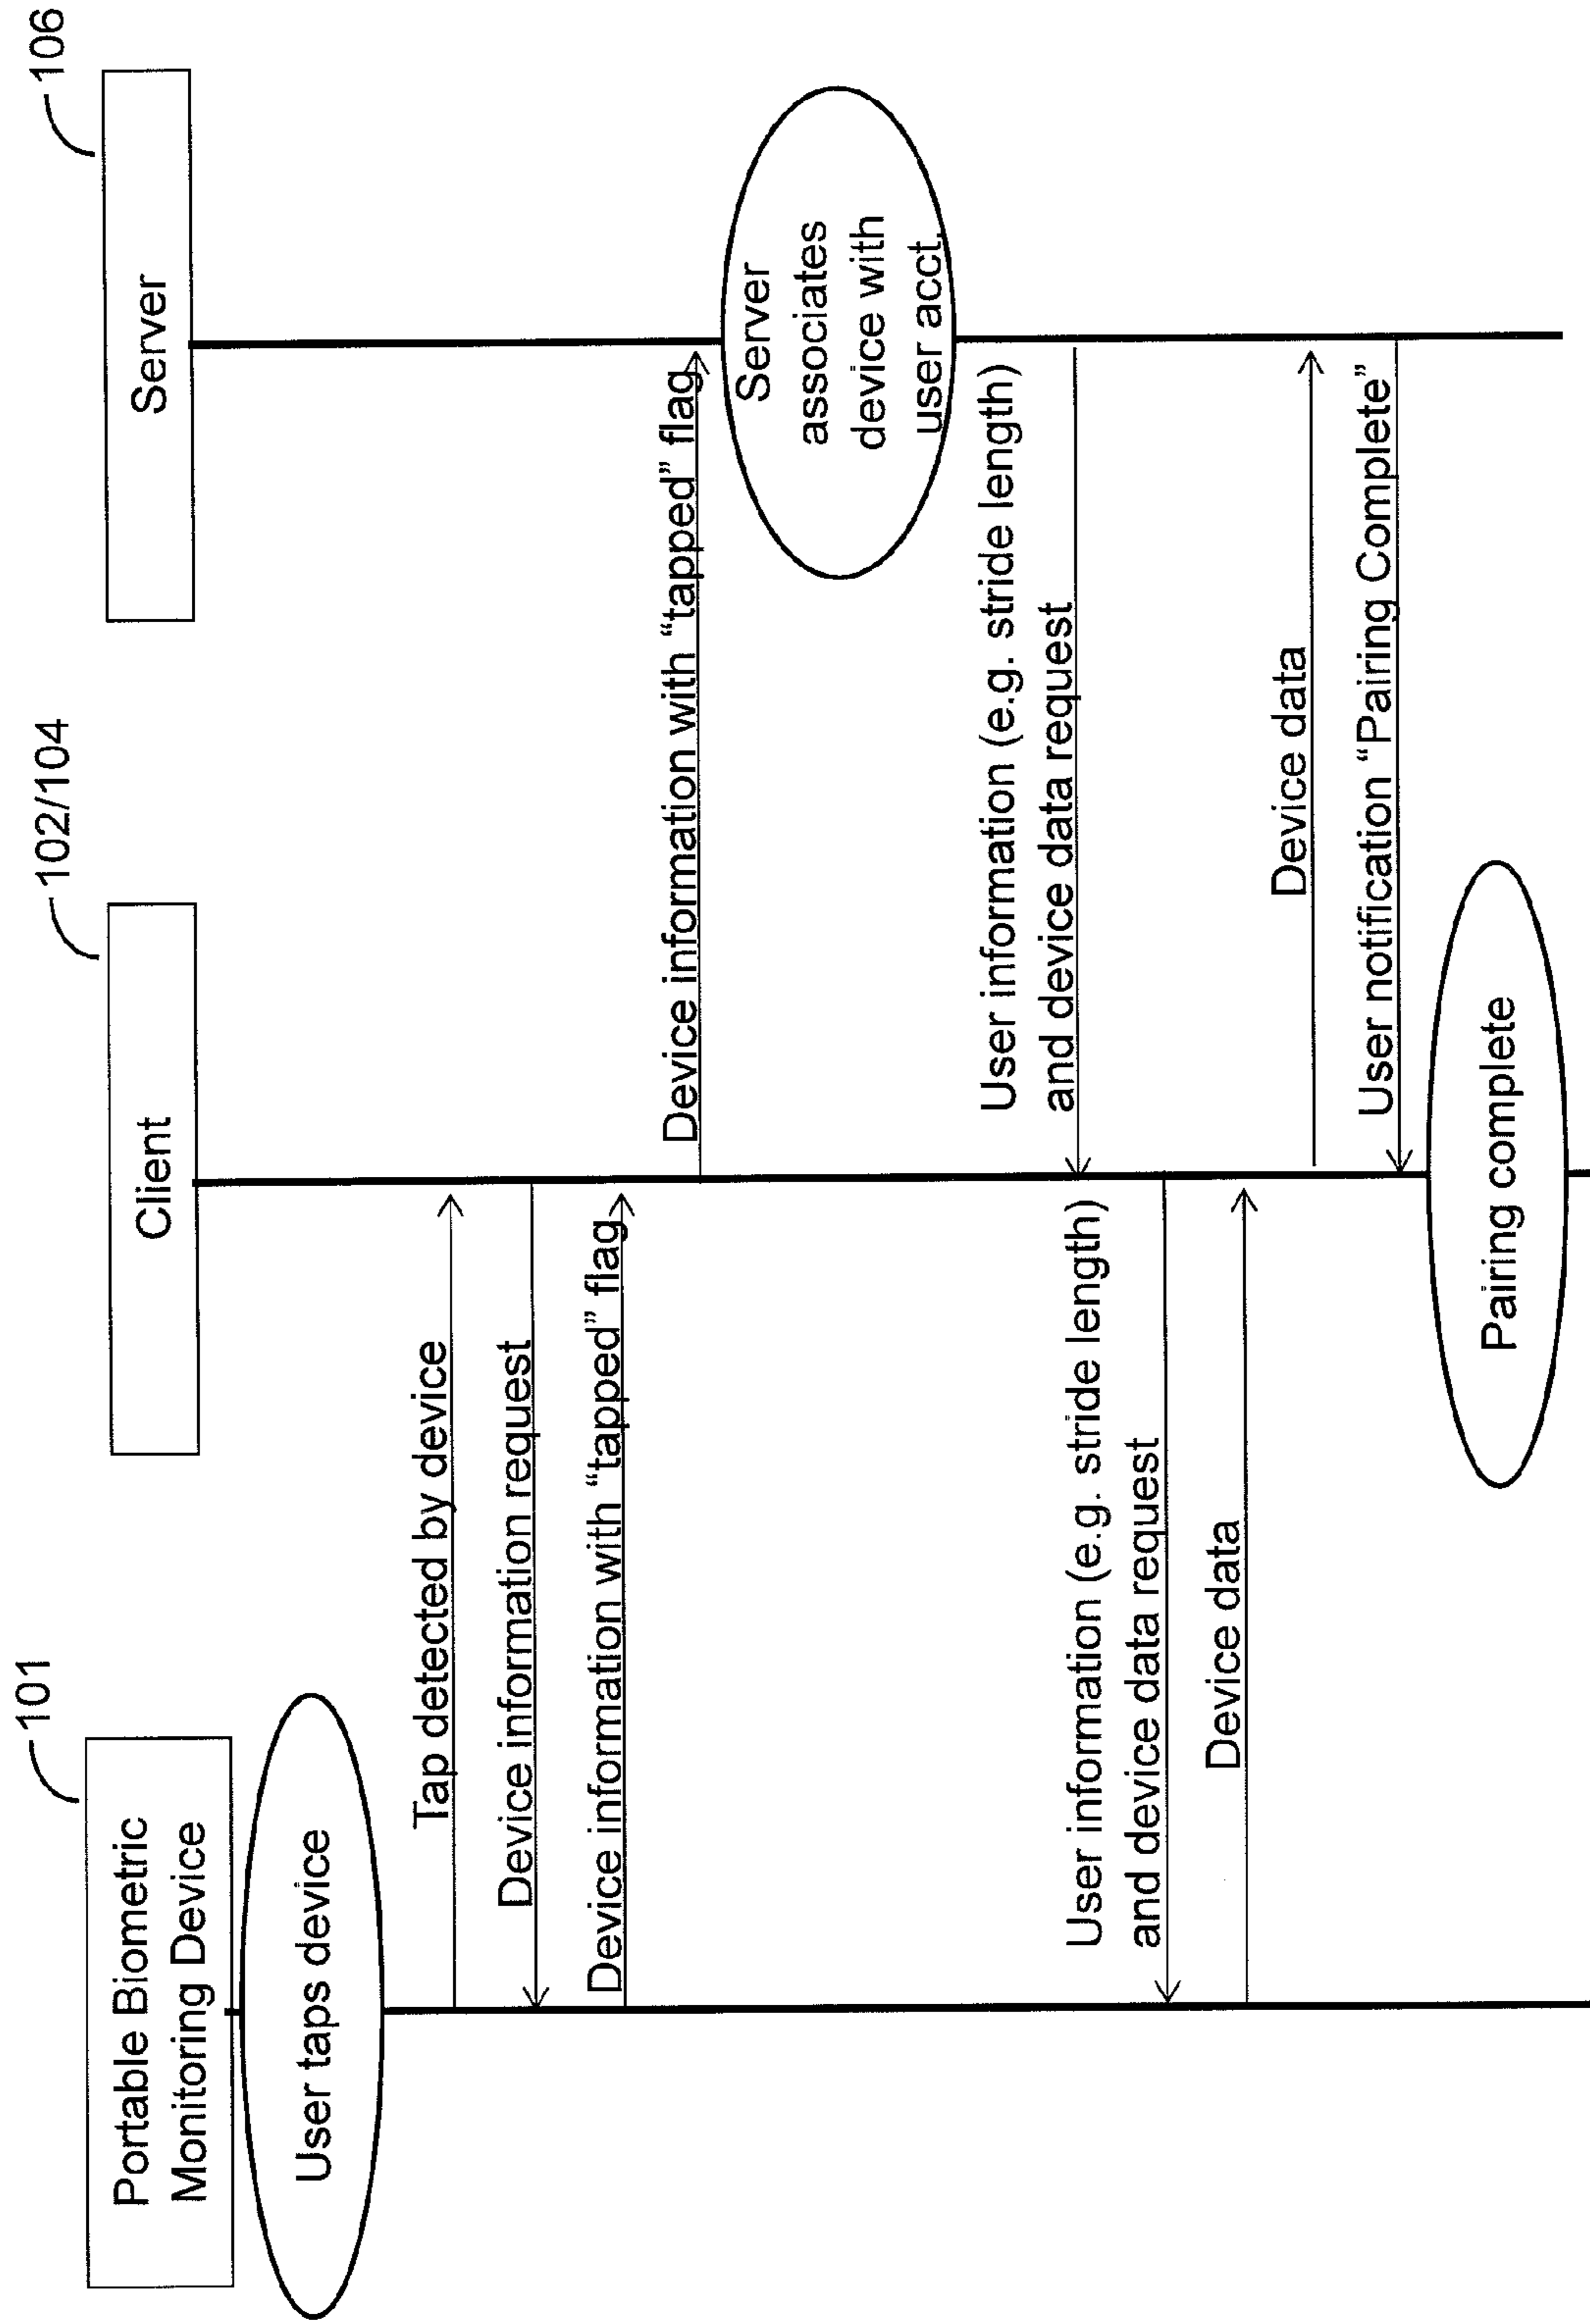 101
102/104
106
Portable Biometric
Monitoring Device
Client
Server
User taps device
Tap detected by device
Device information request
Device information with “tapped” flag
Device information with “tapped” flag
Server
associates
device with
user acct.
User information (e.g. stride length)
and device data request
User information (e.g. stride length)
and device data request
Device data
Device data
User notification “Pairing Complete”
Pairing complete